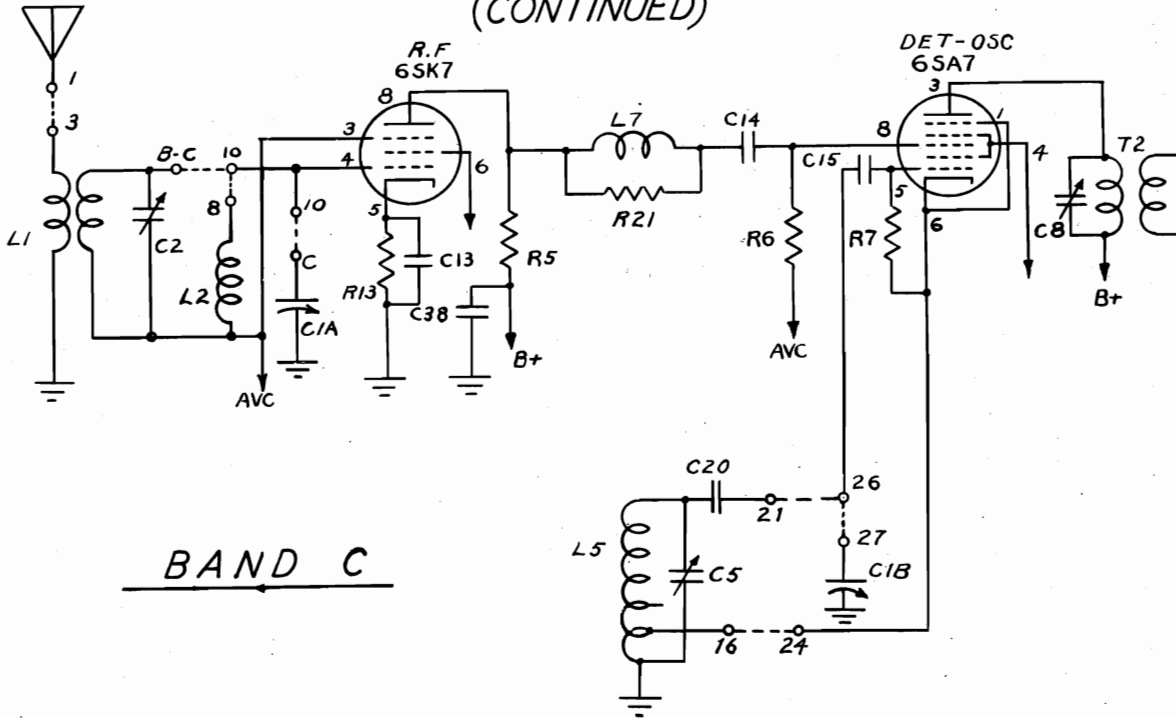 (CONTINUED)
R.F
6SK7
DET-OSC
6SA7
1
3
B-C
10
8
L1
C2
L2
10
C
C1A
AVC
8
3
4
6
5
R13
C13
C38
R5
B+
L7
R21
C14
R6
AVC
C15
R7
3
8
1
4
5
6
T2
C8
B+
C20
21
26
27
C1B
L5
C5
16
24
BAND C